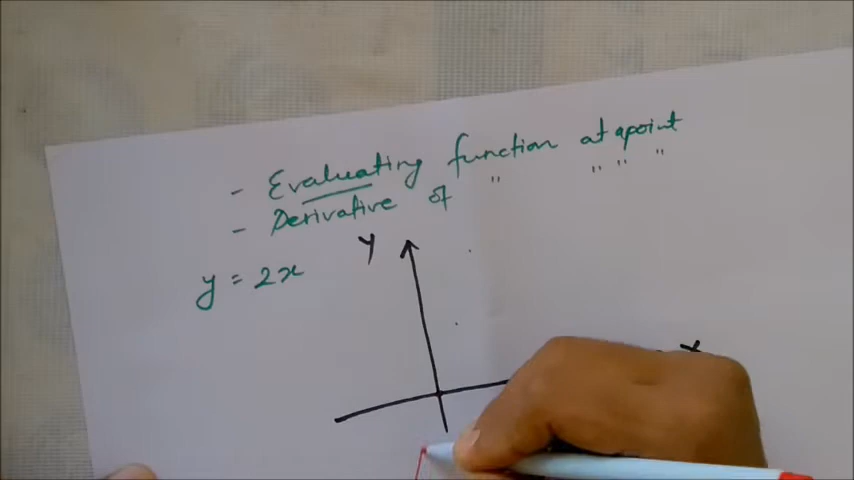 - Evaluating function at a point
- Derivative of " " " "
y = 2x
Y
X